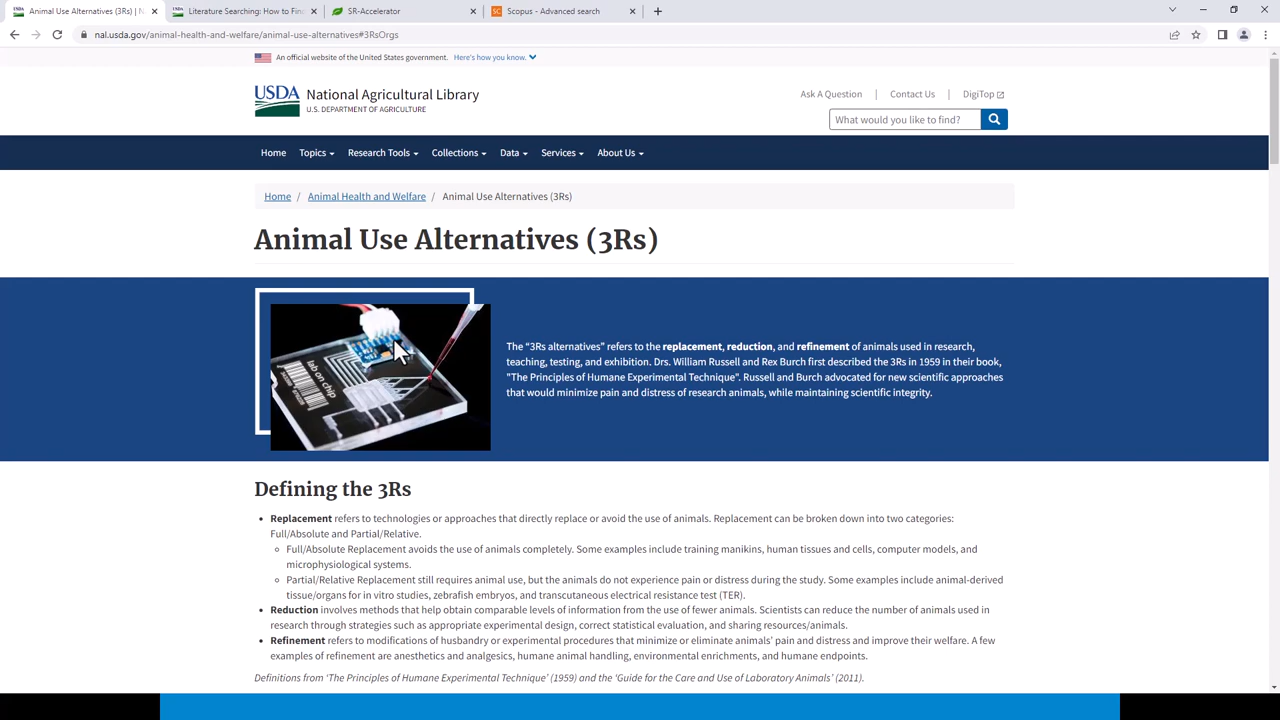 Animal Use Alternatives (3Rs) | N
Literature Searching: How to Fin
SR-Accelerator
Scopus - Advanced search
nal.usda.gov/animal-health-and-welfare/animal-use-alternatives#3RsOrgs
An official website of the United States government. Here's how you know.
USDA National Agricultural Library
U.S. DEPARTMENT OF AGRICULTURE
Ask A Question | Contact Us | DigiTop
What would you like to find?
Home Topics Research Tools Collections Data Services About Us
Home / Animal Health and Welfare / Animal Use Alternatives (3Rs)
Animal Use Alternatives (3Rs)
lab on chip
The “3Rs alternatives” refers to the replacement, reduction, and refinement of animals used in research,
teaching, testing, and exhibition. Drs. William Russell and Rex Burch first described the 3Rs in 1959 in their book,
"The Principles of Humane Experimental Technique". Russell and Burch advocated for new scientific approaches
that would minimize pain and distress of research animals, while maintaining scientific integrity.
Defining the 3Rs
• Replacement refers to technologies or approaches that directly replace or avoid the use of animals. Replacement can be broken down into two categories:
Full/Absolute and Partial/Relative.
Full/Absolute Replacement avoids the use of animals completely. Some examples include training manikins, human tissues and cells, computer models, and
microphysiological systems.
Partial/Relative Replacement still requires animal use, but the animals do not experience pain or distress during the study. Some examples include animal-derived
tissue/organs for in vitro studies, zebrafish embryos, and transcutaneous electrical resistance test (TER).
• Reduction involves methods that help obtain comparable levels of information from the use of fewer animals. Scientists can reduce the number of animals used in
research through strategies such as appropriate experimental design, correct statistical evaluation, and sharing resources/animals.
• Refinement refers to modifications of husbandry or experimental procedures that minimize or eliminate animals' pain and distress and improve their welfare. A few
examples of refinement are anesthetics and analgesics, humane animal handling, environmental enrichments, and humane endpoints.
Definitions from ‘The Principles of Humane Experimental Technique’ (1959) and the ‘Guide for the Care and Use of Laboratory Animals’ (2011).